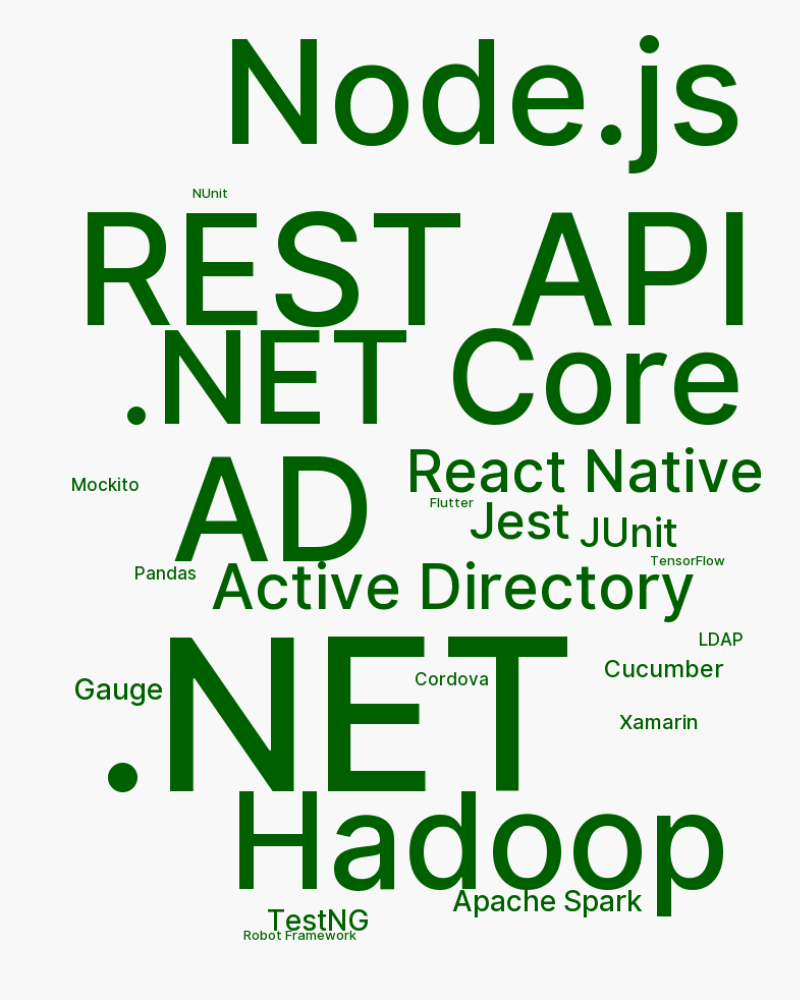 Node.js
NUnit
REST API
.NET Core
AD
React Native
Mockito
Flutter
Jest
JUnit
TensorFlow
Pandas
Active Directory
LDAP
.NET
Cucumber
Cordova
Gauge
Xamarin
Hadoop
Apache Spark
TestNG
Robot Framework